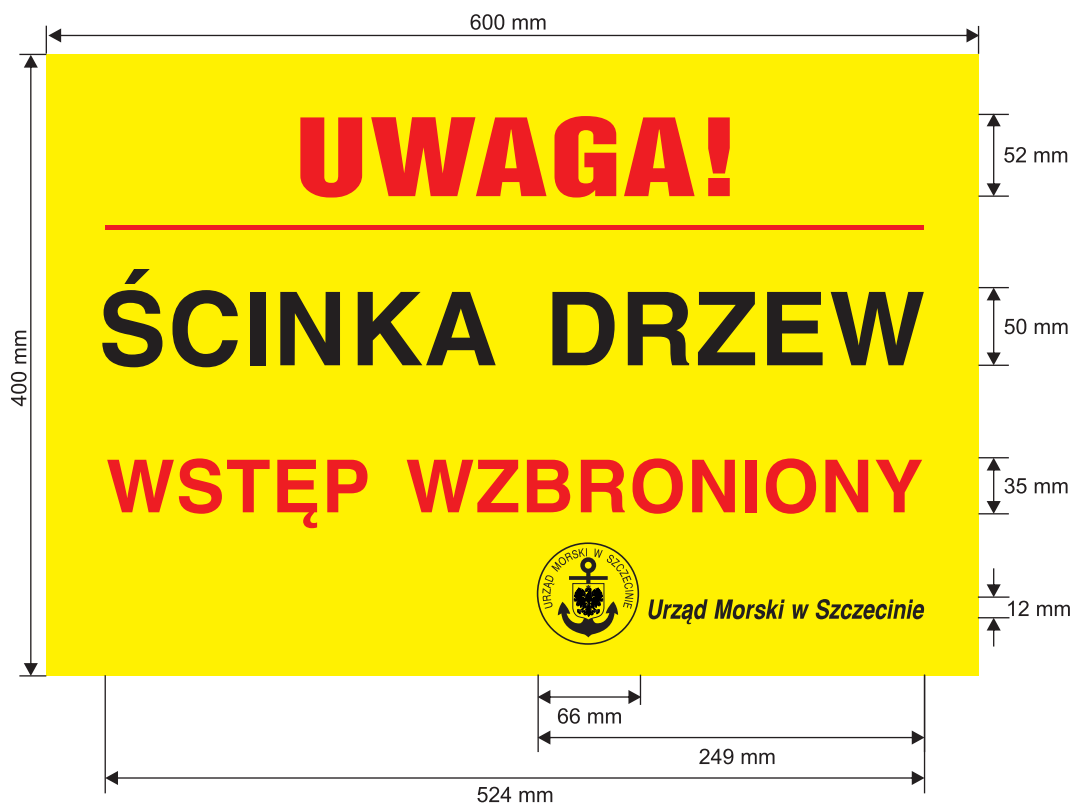 600 mm
UWAGA!
52 mm
ŚCINKA DRZEW
50 mm
400 mm
WSTĘP WZBRONIONY
35 mm
URZĄD MORSKI W SZCZECINIE
Urząd Morski w Szczecinie
12 mm
66 mm
249 mm
524 mm